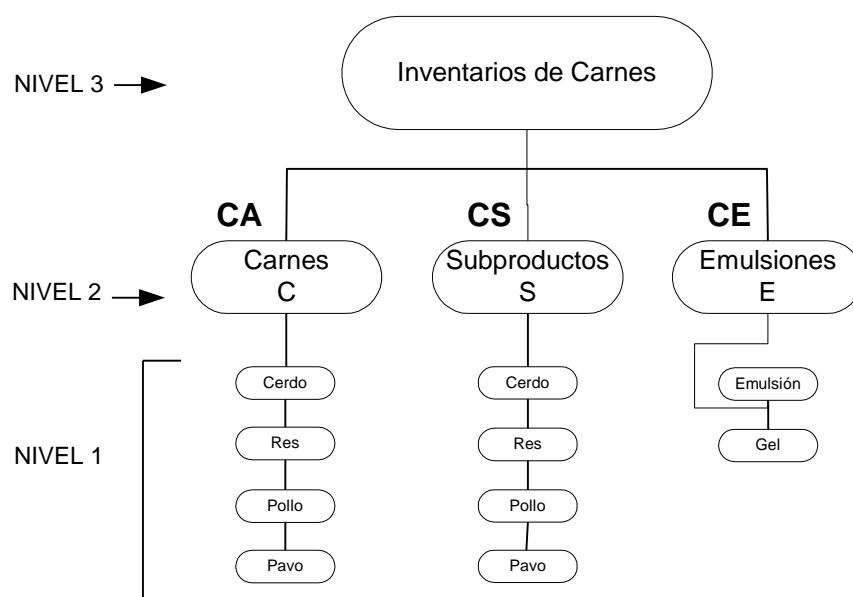 Inventarios de Carnes
NIVEL 3
CA
CS
CE
Carnes
C
Subproductos
S
Emulsiones
E
NIVEL 2
Cerdo
Cerdo
Emulsión
Res
Res
Gel
NIVEL 1
Pollo
Pollo
Pavo
Pavo